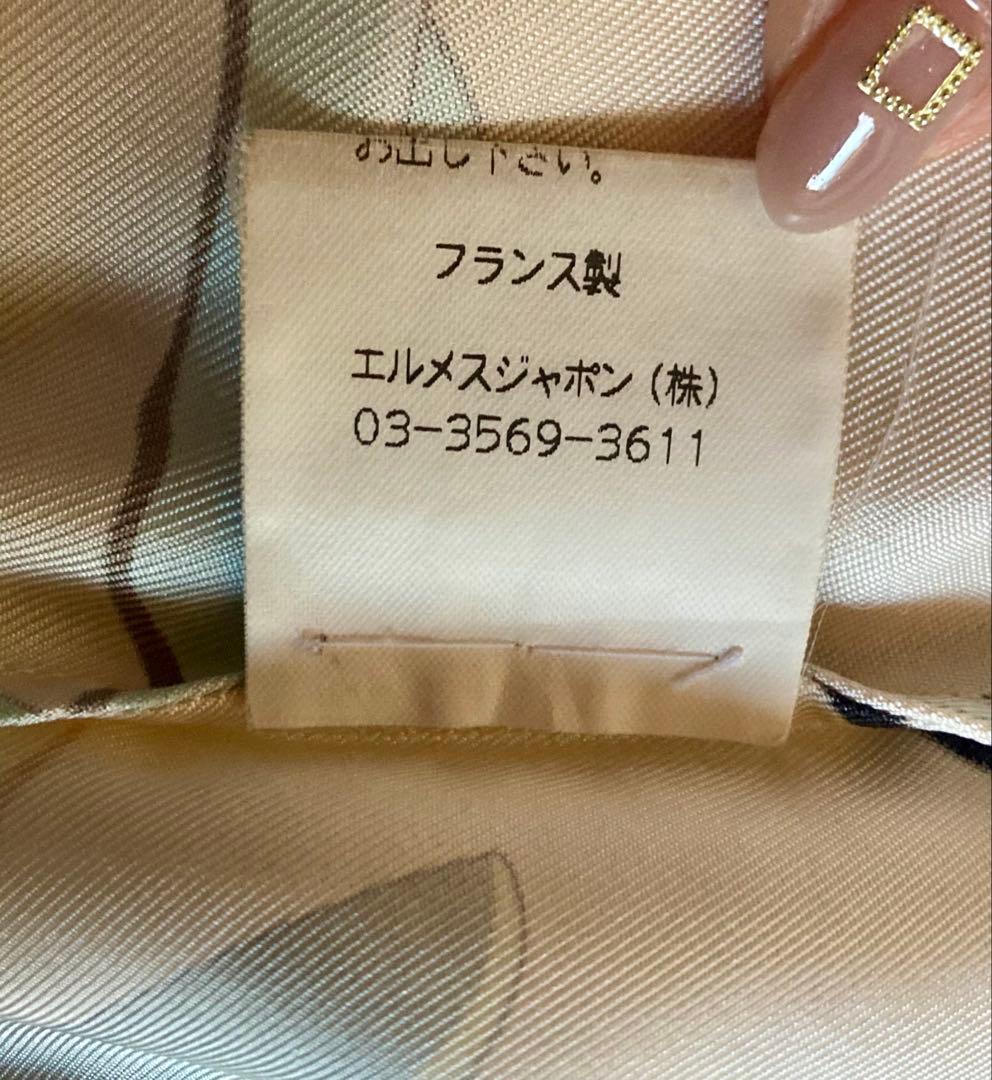 お出し下さい。
フランス製
エルメスジャポン（株）
03-3569-3611